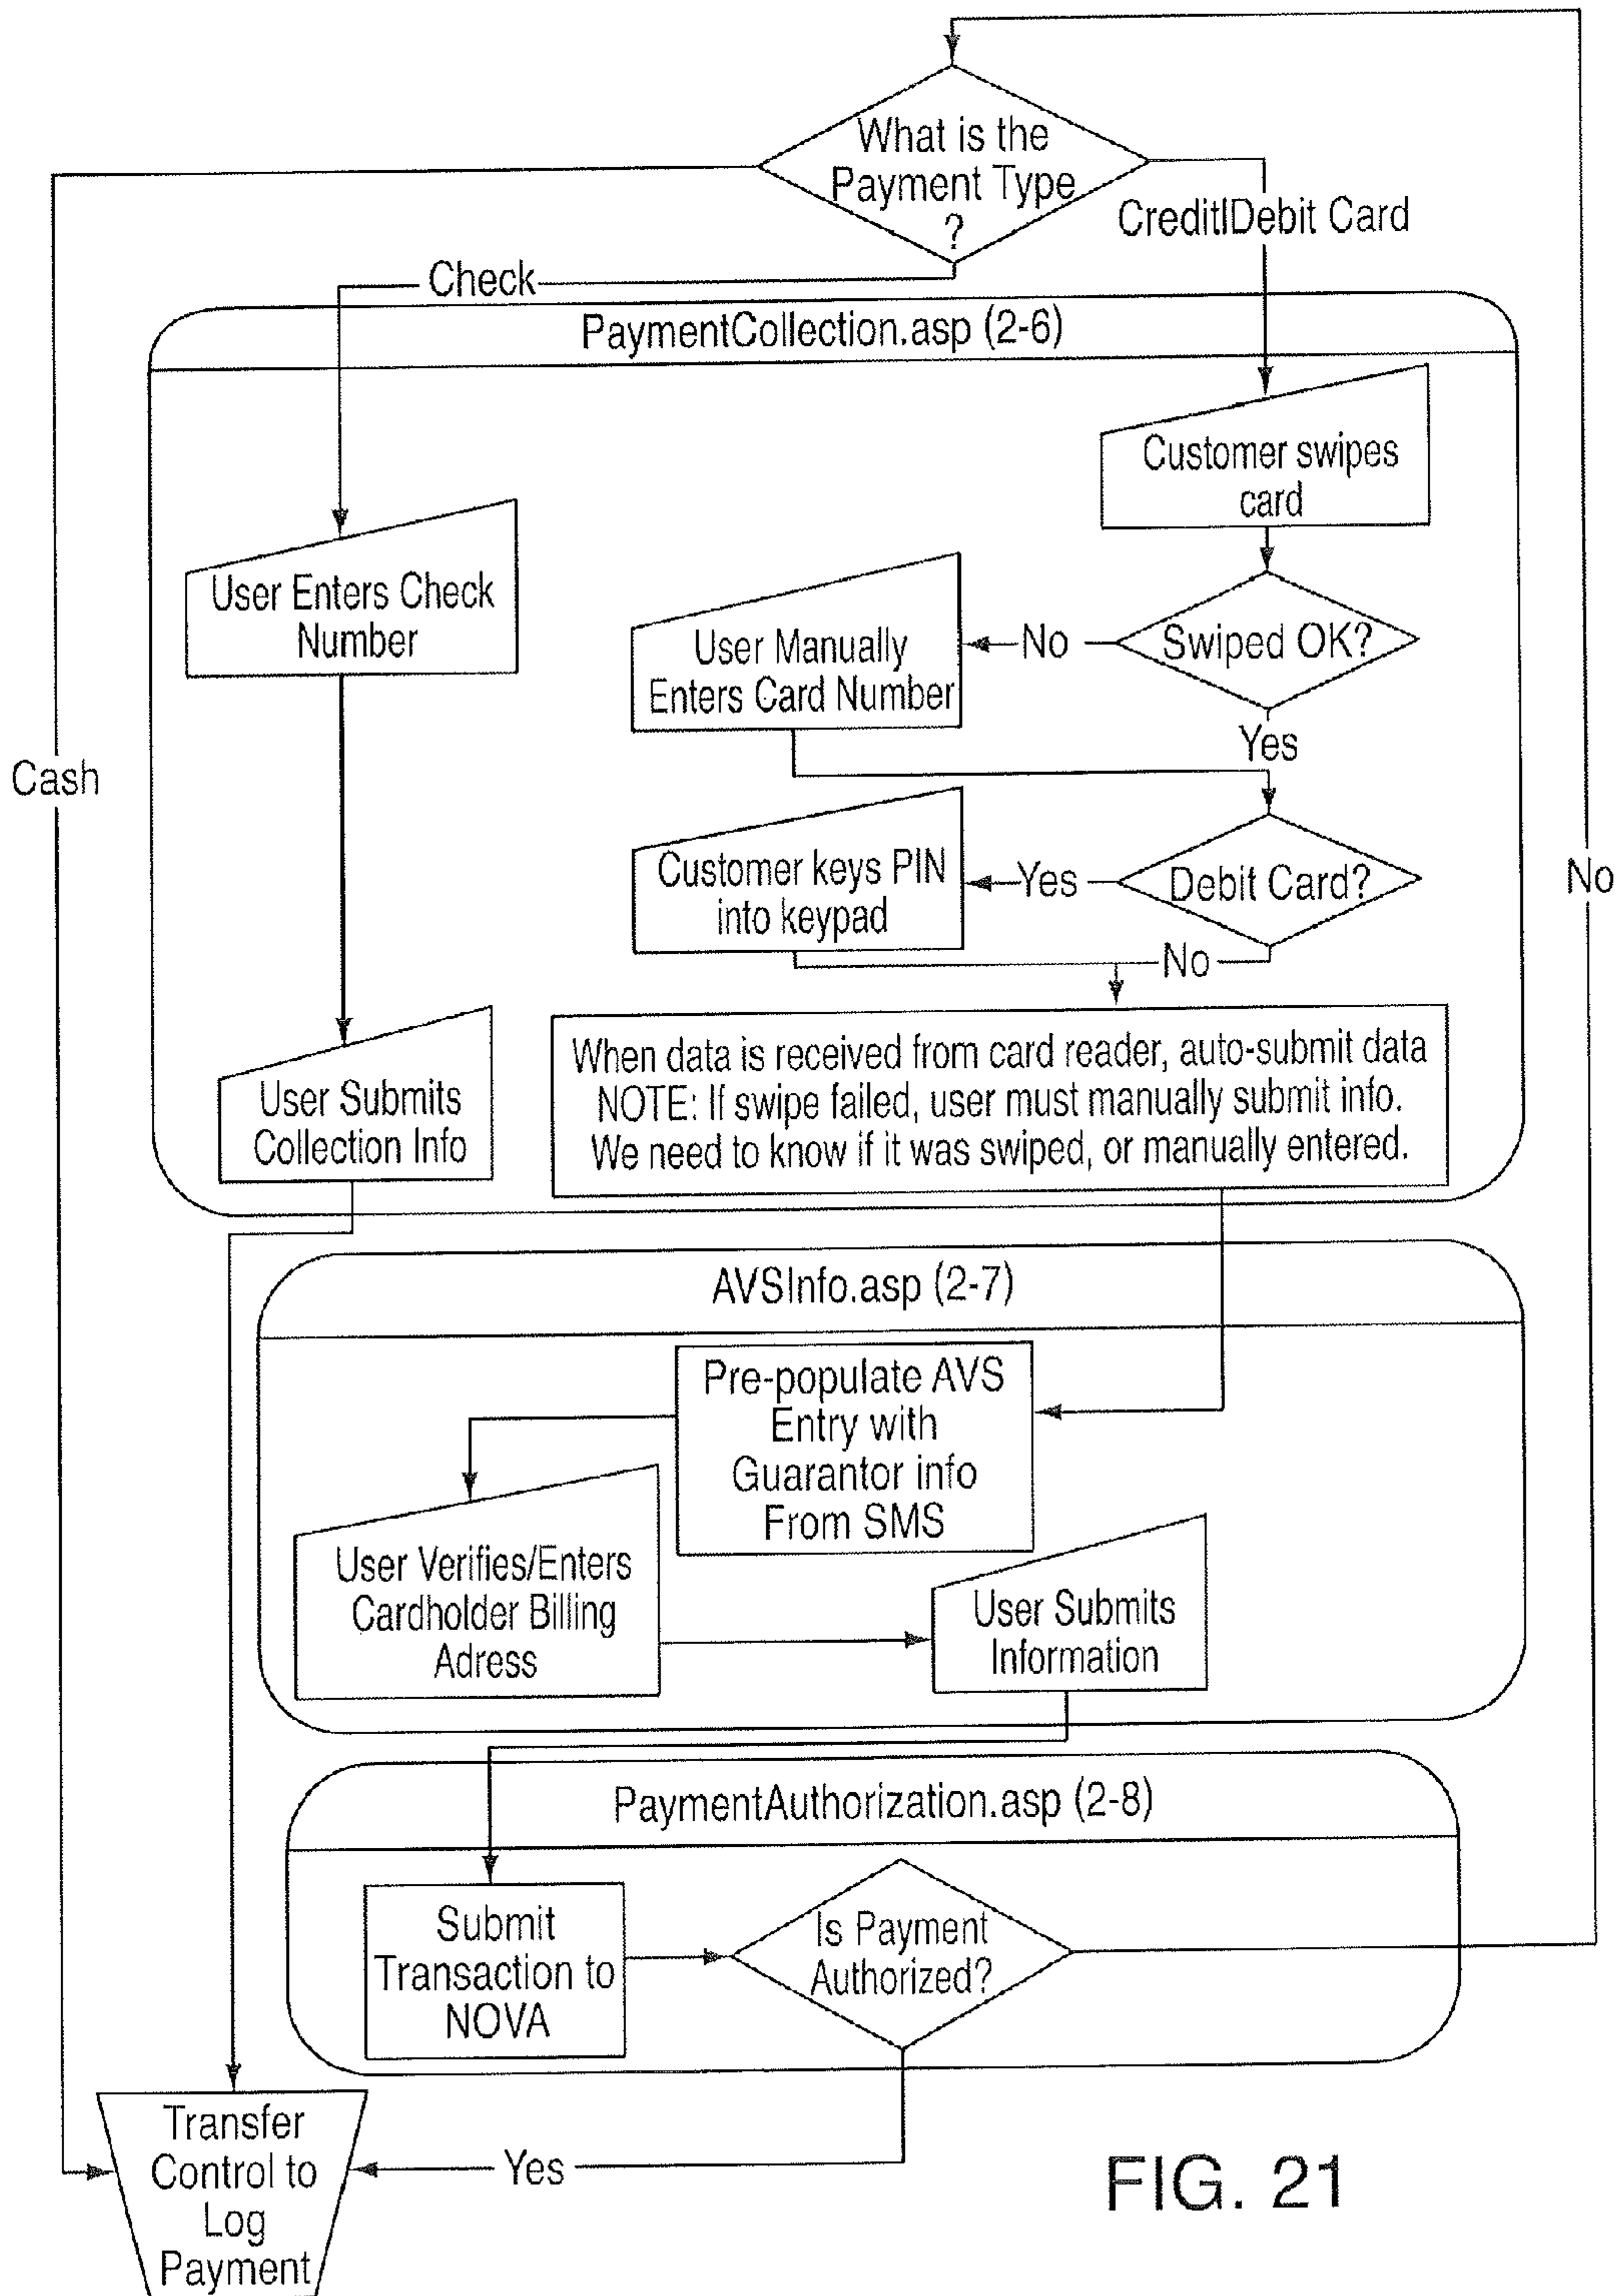 What is the
Payment Type
?
CreditIDebit Card
Check
PaymentCollection.asp (2-6)
Customer swipes
card
User Enters Check
Number
User Manually
Enters Card Number
No
Swiped OK?
Yes
Cash
Customer keys PIN
into keypad
Yes
Debit Card?
No
No
When data is received from card reader, auto-submit data
NOTE: If swipe failed, user must manually submit info.
We need to know if it was swiped, or manually entered.
User Submits
Collection Info
AVSInfo.asp (2-7)
Pre-populate AVS
Entry with
Guarantor info
From SMS
User Verifies/Enters
Cardholder Billing
Adress
User Submits
Information
PaymentAuthorization.asp (2-8)
Submit
Transaction to
NOVA
Is Payment
Authorized?
Transfer
Control to
Log
Payment
Yes
FIG. 21